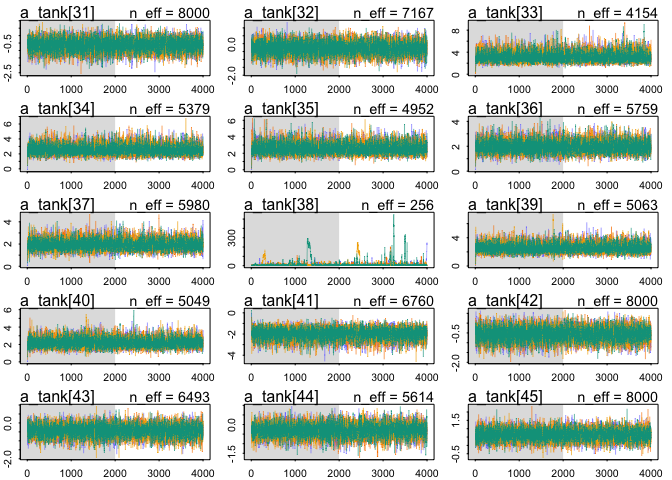 a_tank[31] n_eff = 8000 a_tank[32] n_eff = 7167 a_tank[33] n_eff = 4154
-0.5 -2.5 0.0 -2.0 8 4 0
0 1000 2000 3000 4000 0 1000 2000 3000 4000 0 1000 2000 3000 4000
a_tank[34] n_eff = 5379 a_tank[35] n_eff = 4952 a_tank[36] n_eff = 5759
6 4 2 0 6 4 2 0 4 2 0
0 1000 2000 3000 4000 0 1000 2000 3000 4000 0 1000 2000 3000 4000
a_tank[37] n_eff = 5980 a_tank[38] n_eff = 256 a_tank[39] n_eff = 5063
4 2 0 300 0 4 0
0 1000 2000 3000 4000 0 1000 2000 3000 4000 0 1000 2000 3000 4000
a_tank[40] n_eff = 5049 a_tank[41] n_eff = 6760 a_tank[42] n_eff = 8000
6 4 2 0 0 -2 -4 -0.5 -2.0
0 1000 2000 3000 4000 0 1000 2000 3000 4000 0 1000 2000 3000 4000
a_tank[43] n_eff = 6493 a_tank[44] n_eff = 5614 a_tank[45] n_eff = 8000
0.0 -2.0 0.0 -1.5 1.5 -0.5
0 1000 2000 3000 4000 0 1000 2000 3000 4000 0 1000 2000 3000 4000